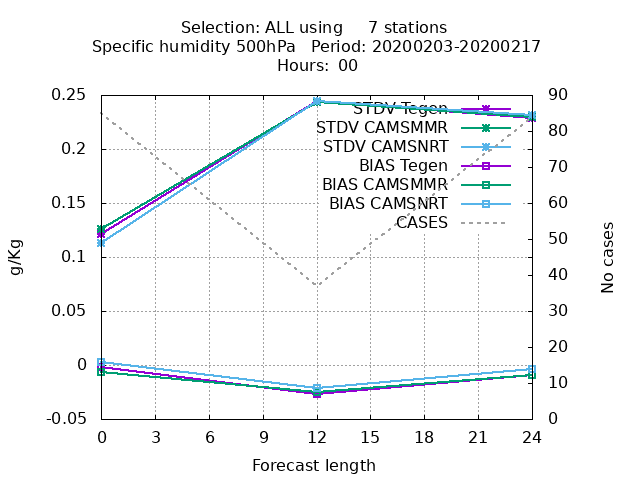 Selection: ALL using 7 stations
Specific humidity 500hPa Period: 20200203-20200217
Hours: 00
0.25
0.2
0.15
0.1
0.05
0
-0.05
g/Kg
STDV Tegen
STDV CAMSMMR
STDV CAMSNRT
BIAS Tegen
BIAS CAMSMMR
BIAS CAMSNRT
CASES
90
80
70
60
50
40
30
20
10
0
No cases
0 3 6 9 12 15 18 21 24
Forecast length